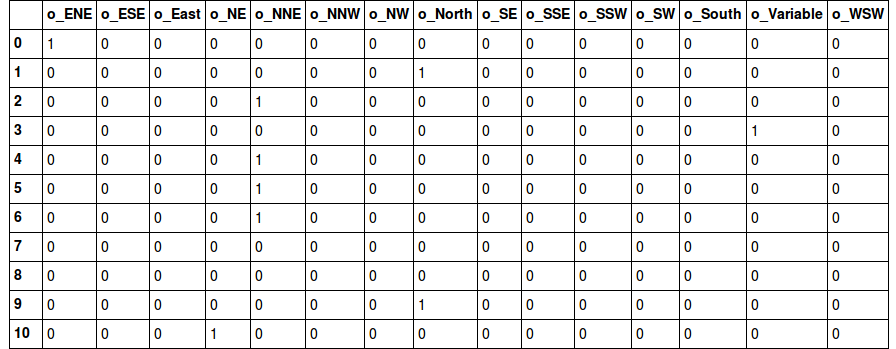 o_ENE o_ESE o_East o_NE o_NNE o_NNW o_NW o_North o_SE o_SSE o_SSW o_SW o_South o_Variable o_WSW
0 1 0 0 0 0 0 0 0 0 0 0 0 0 0 0
1 0 0 0 0 0 0 0 1 0 0 0 0 0 0 0
2 0 0 0 0 1 0 0 0 0 0 0 0 0 0 0
3 0 0 0 0 0 0 0 0 0 0 0 0 0 1 0
4 0 0 0 0 1 0 0 0 0 0 0 0 0 0 0
5 0 0 0 0 1 0 0 0 0 0 0 0 0 0 0
6 0 0 0 0 1 0 0 0 0 0 0 0 0 0 0
7 0 0 0 0 0 0 0 0 0 0 0 0 0 0 0
8 0 0 0 0 0 0 0 0 0 0 0 0 0 0 0
9 0 0 0 0 0 0 0 1 0 0 0 0 0 0 0
10 0 0 0 1 0 0 0 0 0 0 0 0 0 0 0